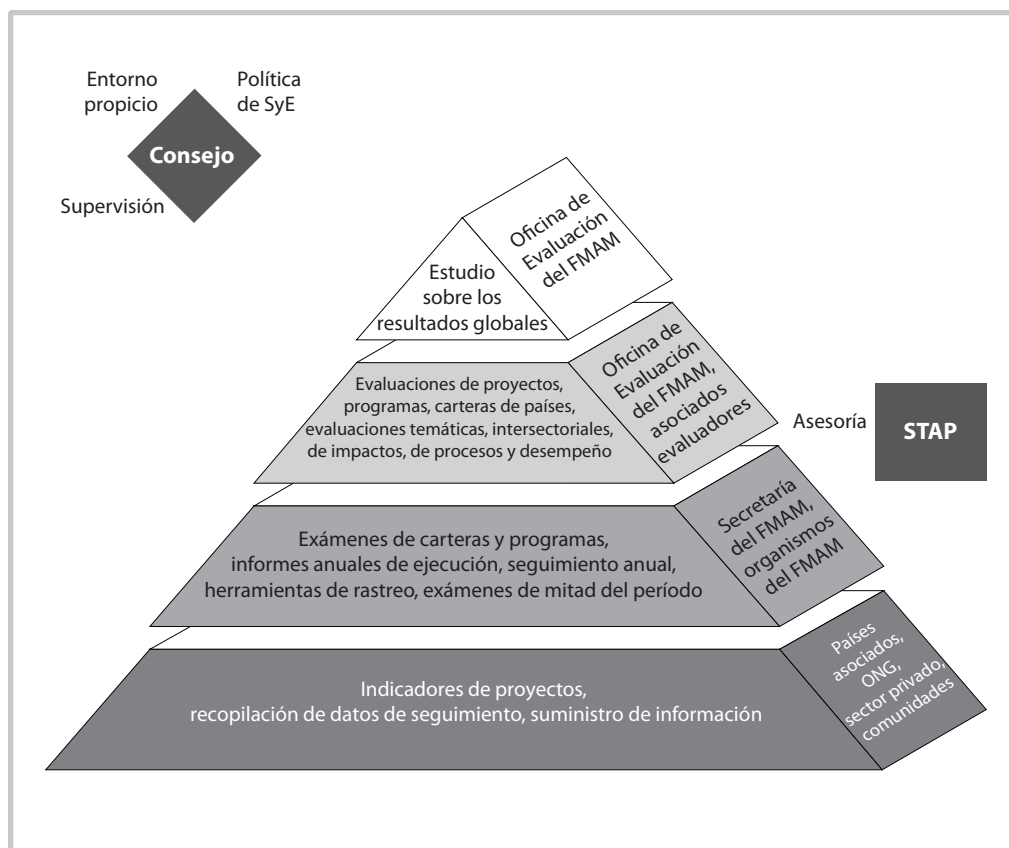 Entorno
propicio
Política
de SyE
Consejo
Supervisión
Estudio
sobre los
resultados globales
Oficina de
Evaluación
del FMAM
Evaluaciones de proyectos,
programas, carteras de países,
evaluaciones temáticas, intersectoriales,
de impactos, de procesos y desempeño
Oficina de
Evaluación
del FMAM,
asociados
evaluadores
Asesoría
STAP
Exámenes de carteras y programas,
informes anuales de ejecución, seguimiento anual,
herramientas de rastreo, exámenes de mitad del período
Secretaría
del FMAM,
organismos
del FMAM
Indicadores de proyectos,
recopilación de datos de seguimiento, suministro de información
Países
asociados,
ONG,
sector privado,
comunidades